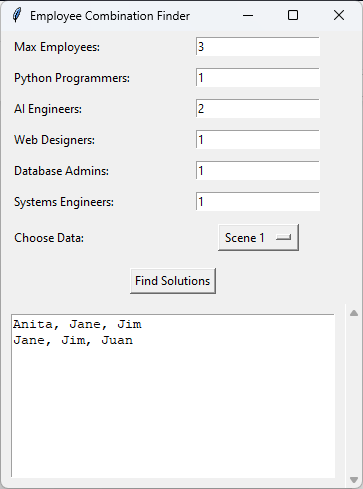 Employee Combination Finder
Max Employees: 3
Python Programmers: 1
AI Engineers: 2
Web Designers: 1
Database Admins: 1
Systems Engineers: 1
Choose Data: Scene 1
Find Solutions
Anita, Jane, Jim
Jane, Jim, Juan